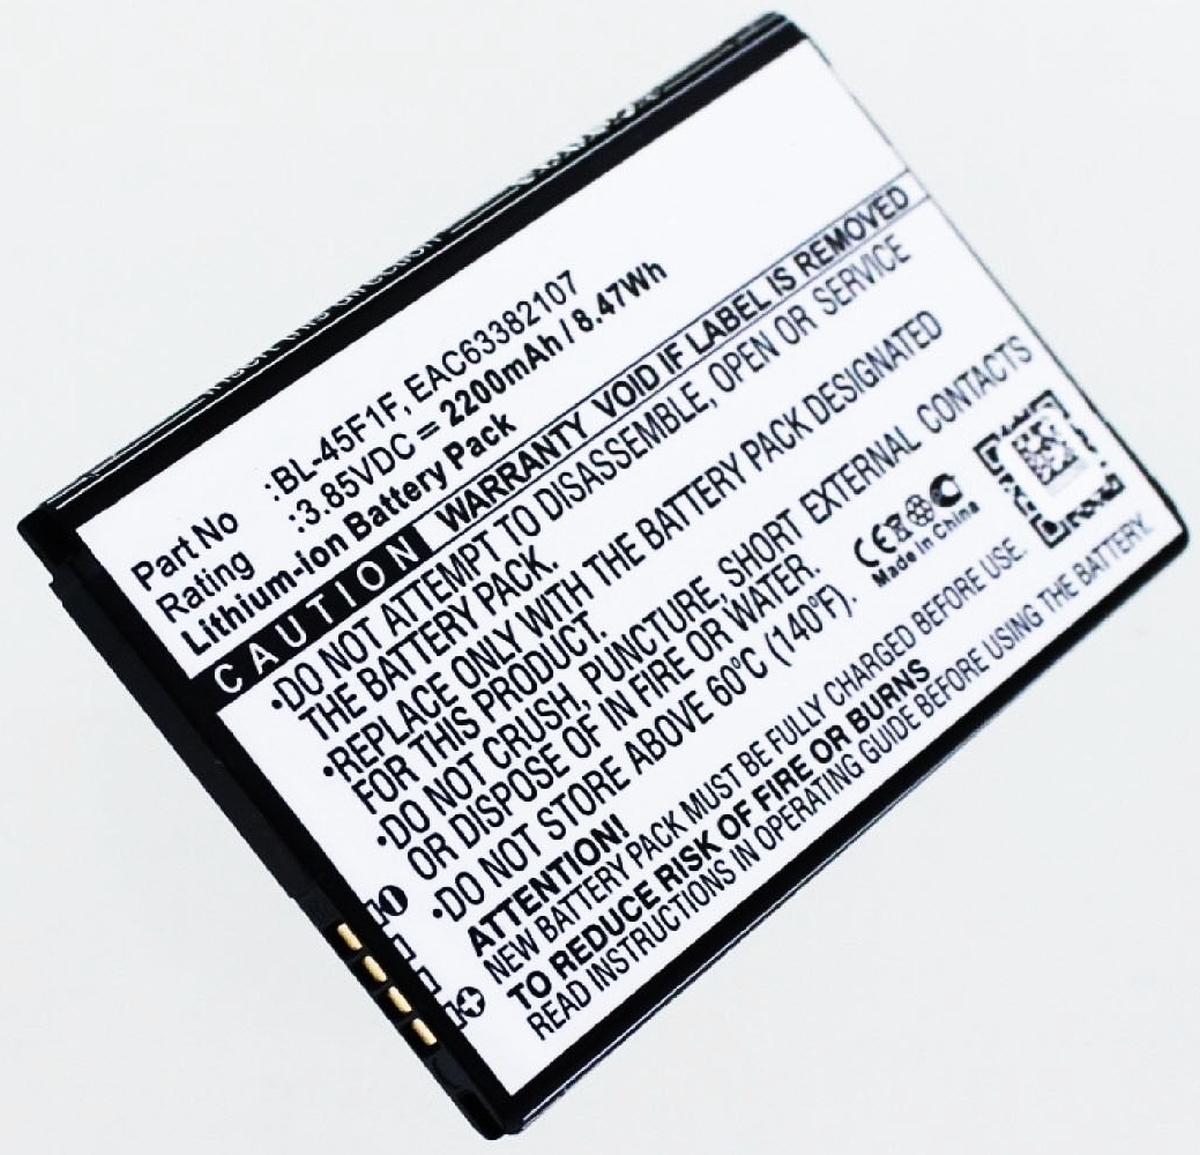 Insert this direction
Part No :BL-45F1F, EAC63382107
Rating :3.85VDC = 2200mAh / 8.47Wh
Lithium-ion Battery Pack
CAUTION WARRANTY VOID IF LABEL IS REMOVED
•DO NOT ATTEMPT TO DISASSEMBLE, OPEN OR SERVICE
THE BATTERY PACK.
•REPLACE ONLY WITH THE BATTERY PACK DESIGNATED
FOR THIS PRODUCT.
•DO NOT CRUSH, PUNCTURE, SHORT EXTERNAL CONTACTS
OR DISPOSE OF IN FIRE OR WATER.
•DO NOT STORE ABOVE 60°C (140°F).
CE
Made in China
ATTENTION!
NEW BATTERY PACK MUST BE FULLY CHARGED BEFORE USE.
TO REDUCE RISK OF FIRE OR BURNS
READ INSTRUCTIONS IN OPERATING GUIDE BEFORE USING THE BATTERY.